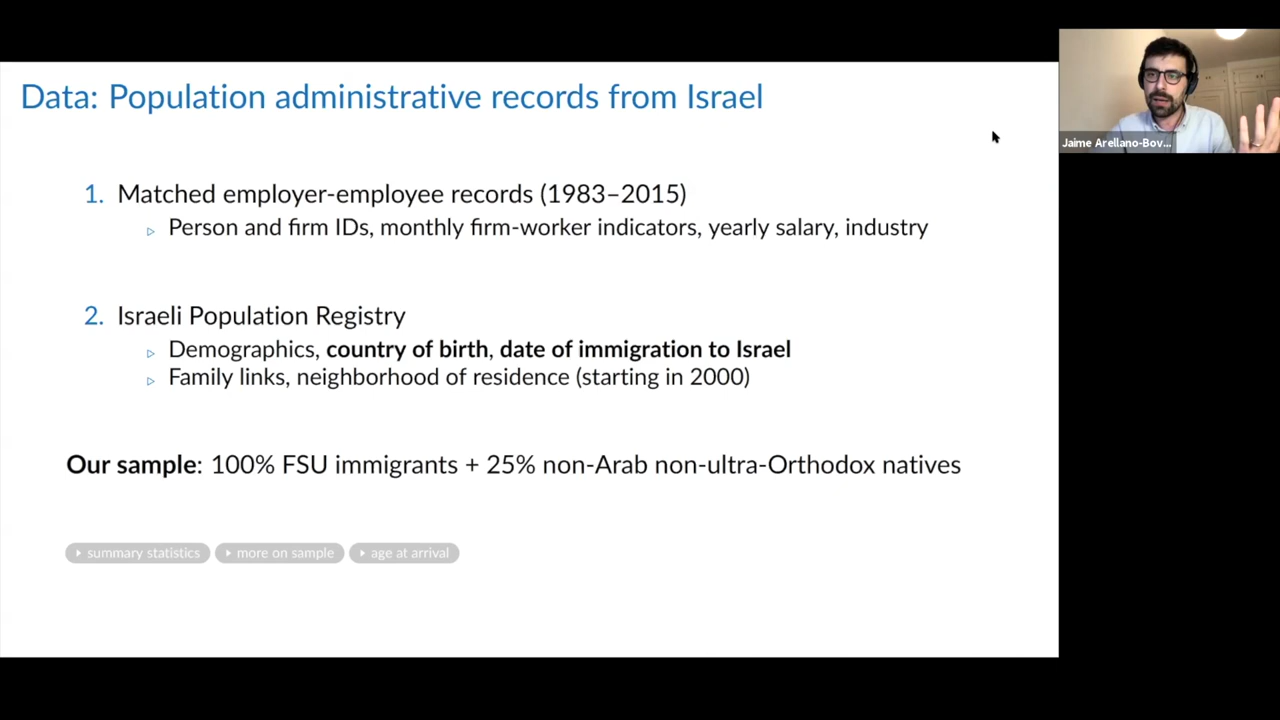 Data: Population administrative records from Israel
Jaime Arellano-Bov...
1. Matched employer-employee records (1983–2015)
▹ Person and firm IDs, monthly firm-worker indicators, yearly salary, industry
2. Israeli Population Registry
▹ Demographics, country of birth, date of immigration to Israel
▹ Family links, neighborhood of residence (starting in 2000)
Our sample: 100% FSU immigrants + 25% non-Arab non-ultra-Orthodox natives
summary statistics more on sample age at arrival